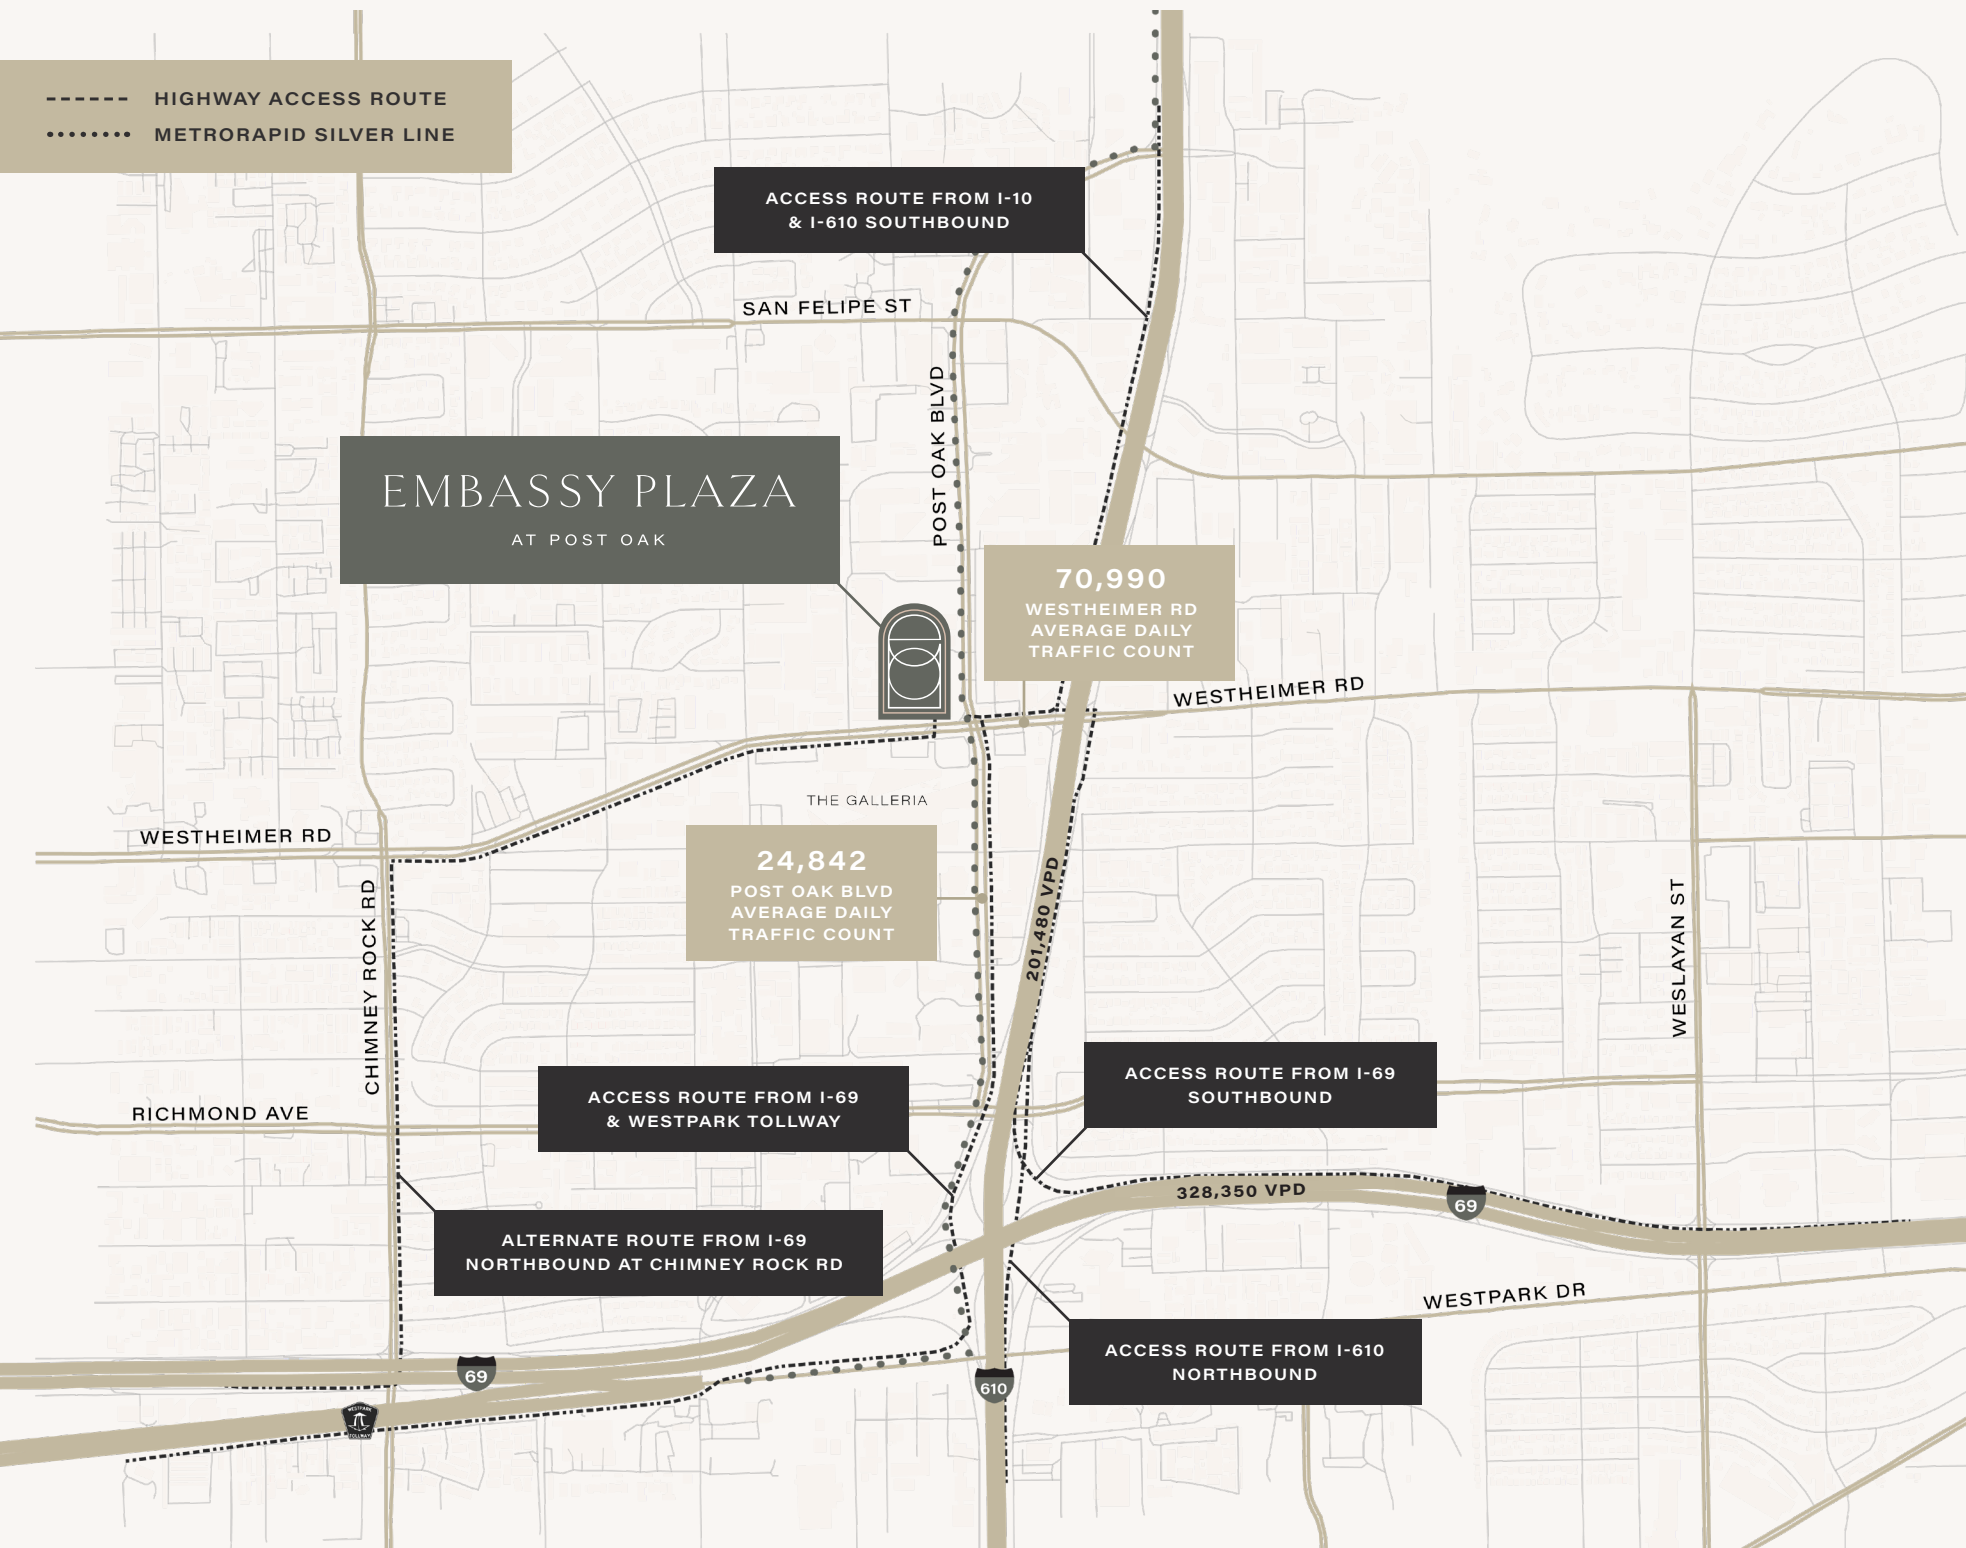 HIGHWAY ACCESS ROUTE
METRORAPID SILVER LINE
ACCESS ROUTE FROM I-10
& I-610 SOUTHBOUND
SAN FELIPE ST
POST OAK BLVD
EMBASSY PLAZA
AT POST OAK
70,990
WESTHEIMER RD
AVERAGE DAILY
TRAFFIC COUNT
WESTHEIMER RD
THE GALLERIA
WESTHEIMER RD
24,842
POST OAK BLVD
AVERAGE DAILY
TRAFFIC COUNT
201,480 VPD
CHIMNEY ROCK RD
WESLAYAN ST
ACCESS ROUTE FROM I-69
SOUTHBOUND
ACCESS ROUTE FROM I-69
& WESTPARK TOLLWAY
RICHMOND AVE
328,350 VPD
69
ALTERNATE ROUTE FROM I-69
NORTHBOUND AT CHIMNEY ROCK RD
WESTPARK DR
ACCESS ROUTE FROM I-610
NORTHBOUND
69
610
WESTPARK
TOLLWAY